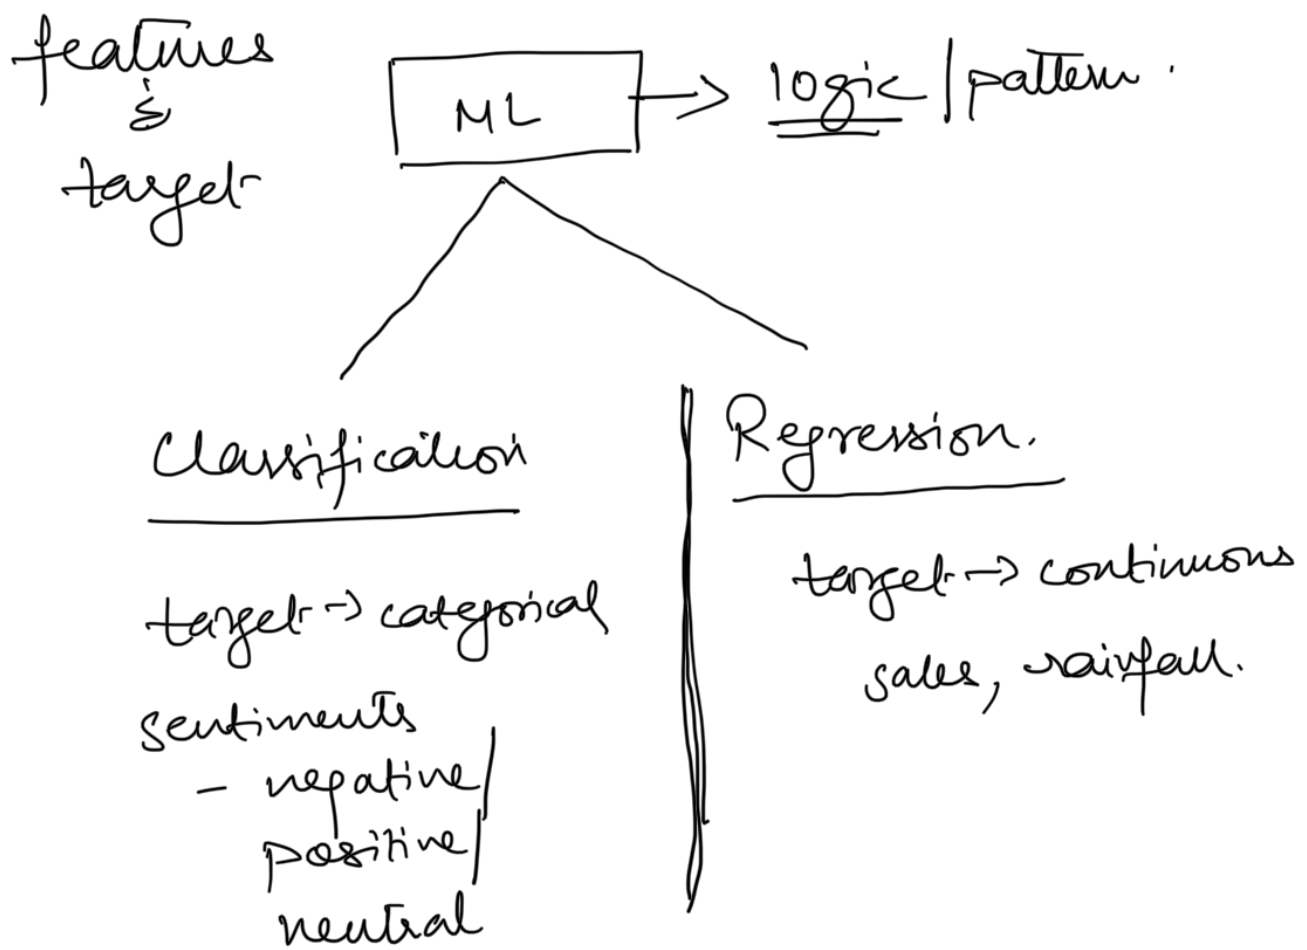 features
&
target
ML
logic / pattern.
Classification
target → categorical
sentiments
- negative /
positive /
neutral
Regression.
target → continuous
sales, rainfall.